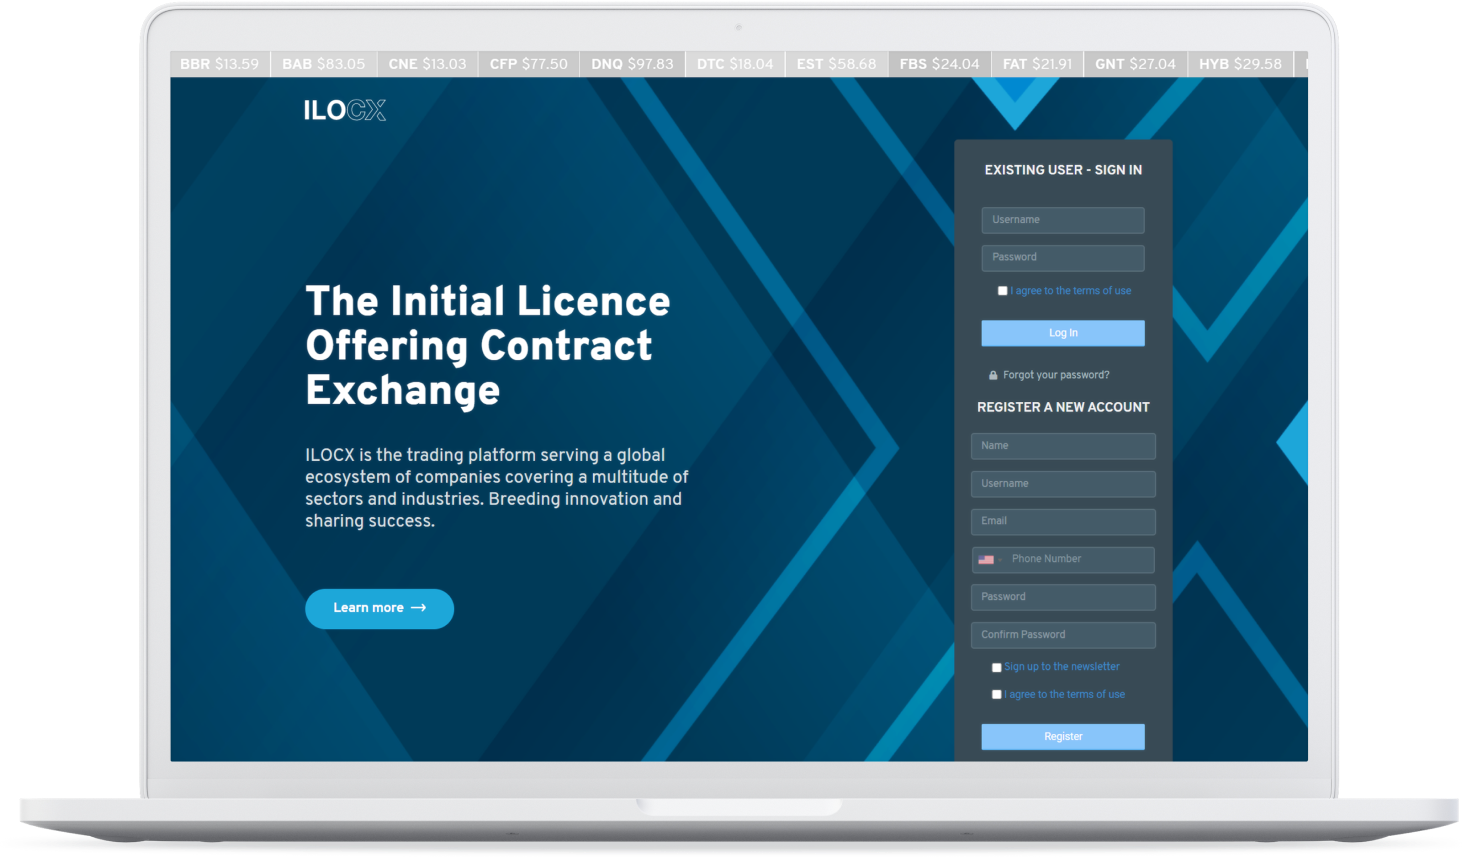 BBR $13.59 BAB $83.05 CNE $13.03 CFP $77.50 DNQ $97.83 DTC $18.04 EST $58.68 FBS $24.04 FAT $21.91 GNT $27.04 HYB $29.58
ILOCX
The Initial Licence
Offering Contract
Exchange
ILOCX is the trading platform serving a global
ecosystem of companies covering a multitude of
sectors and industries. Breeding innovation and
sharing success.
Learn more →
EXISTING USER - SIGN IN
Username
Password
I agree to the terms of use
Log In
Forgot your password?
REGISTER A NEW ACCOUNT
Name
Username
Email
Phone Number
Password
Confirm Password
Sign up to the newsletter
I agree to the terms of use
Register